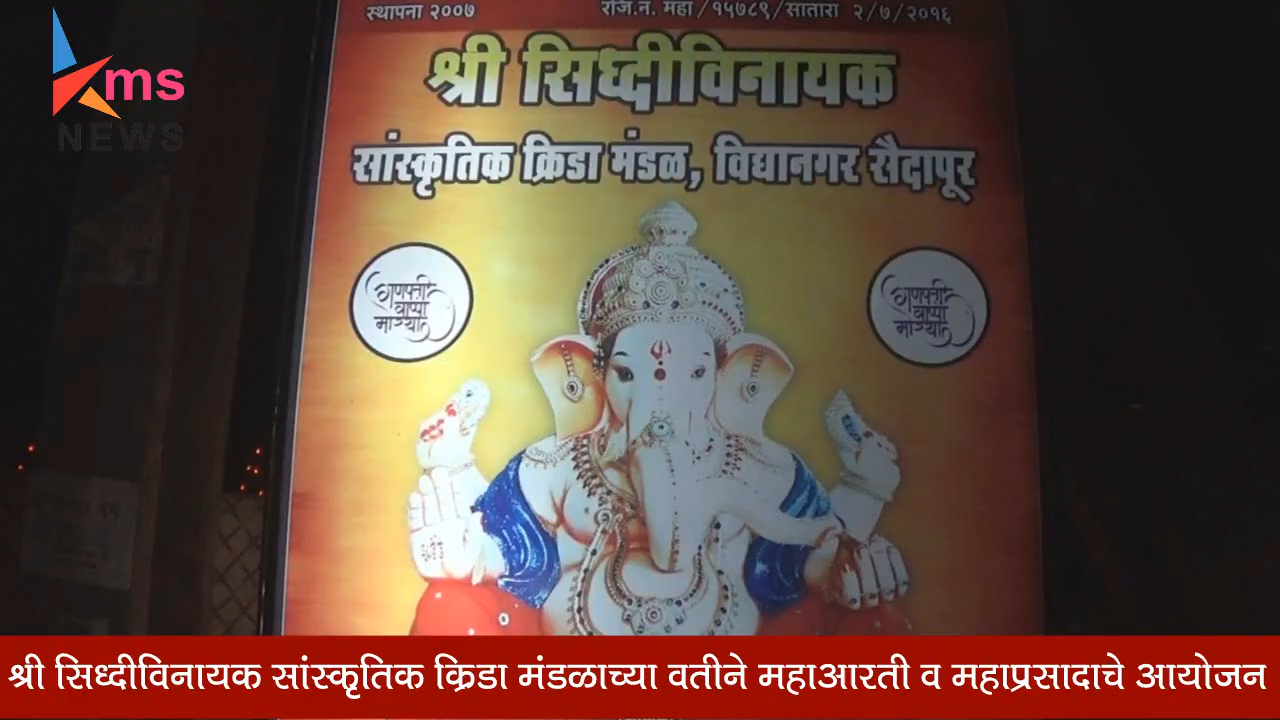 स्थापना २००७ रजि.न. महा/१५७८९/सातारा २/७/२०१६
श्री सिध्दीविनायक
सांस्कृतिक क्रिडा मंडळ, विद्यानगर सैदापूर
ms
NEWS
गणपती बाप्पा मोरया
गणपती बाप्पा मोरया
श्री सिध्दीविनायक सांस्कृतिक क्रिडा मंडळाच्या वतीने महाआरती व महाप्रसादाचे आयोजन